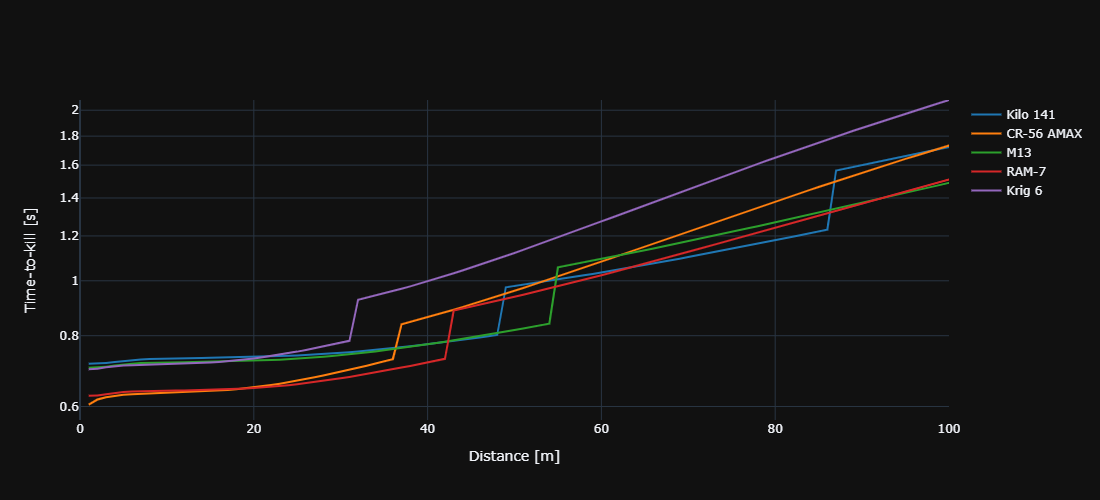 2
1.8
1.6
1.4
1.2
1
0.8
0.6
Time-to-kill [s]
0 20 40 60 80 100
Distance [m]
Kilo 141
CR-56 AMAX
M13
RAM-7
Krig 6